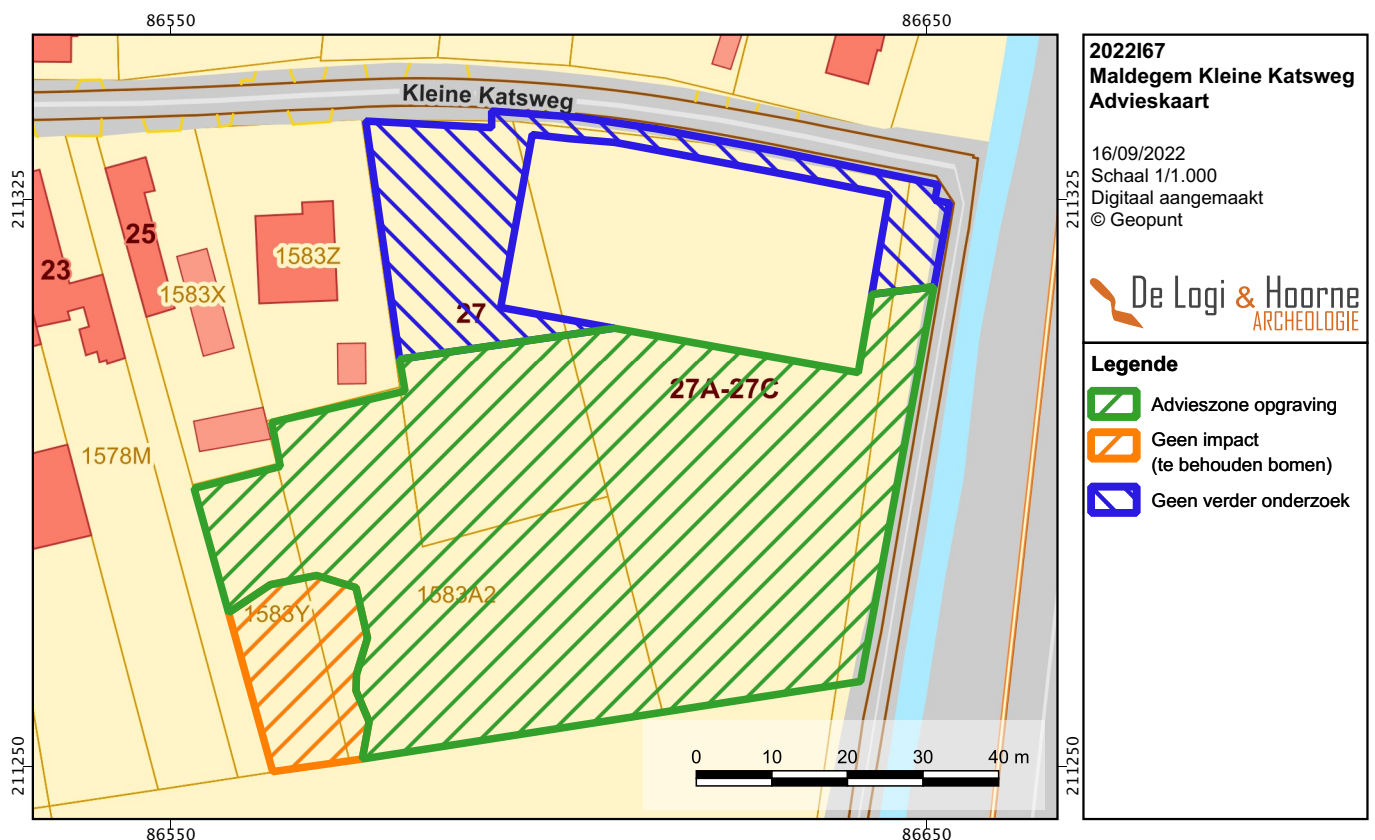 86550
86650
Kleine Katsweg
211325
211325
25
23
1583Z
1583X
27
27A-27C
1578M
1583A2
1583Y
0 10 20 30 40 m
211250
211250
86550
86650
2022I67
Maldegem Kleine Katsweg
Advieskaart
16/09/2022
Schaal 1/1.000
Digitaal aangemaakt
© Geopunt
De Logi & Hoorne
ARCHEOLOGIE
Legende
Advieszone opgraving
Geen impact
(te behouden bomen)
Geen verder onderzoek